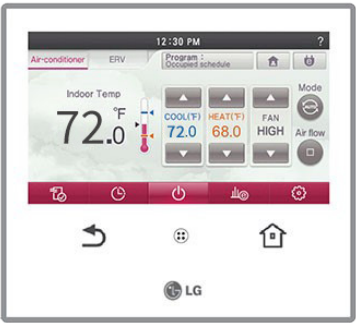 12:30 PM ?
Air-conditioner ERV Program :
Occupied schedule
Mode
Indoor Temp
72.0 °F
COOL(°F) HEAT(°F) FAN
72.0 68.0 HIGH
Air flow
LG